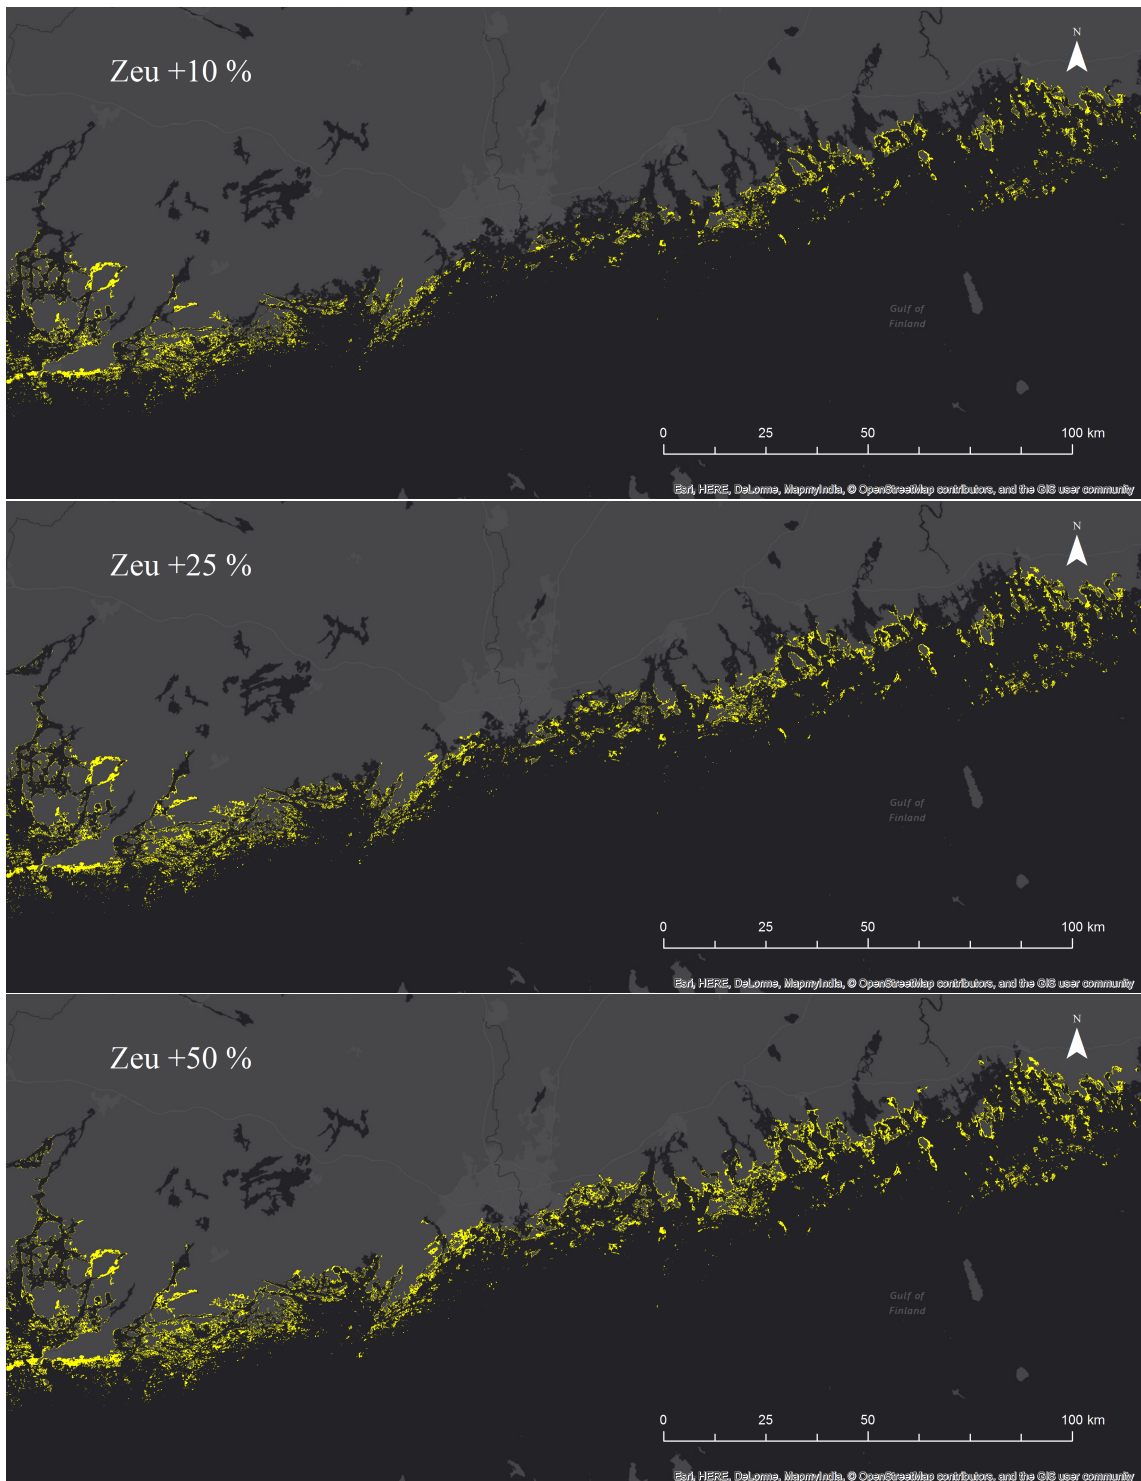 Zeu +10 %
N
Gulf of
Finland
0 25 50 100 km
Esri, HERE, DeLorme, MapmyIndia, © OpenStreetMap contributors, and the GIS user community
Zeu +25 %
N
Gulf of
Finland
0 25 50 100 km
Esri, HERE, DeLorme, MapmyIndia, © OpenStreetMap contributors, and the GIS user community
Zeu +50 %
N
Gulf of
Finland
0 25 50 100 km
Esri, HERE, DeLorme, MapmyIndia, © OpenStreetMap contributors, and the GIS user community